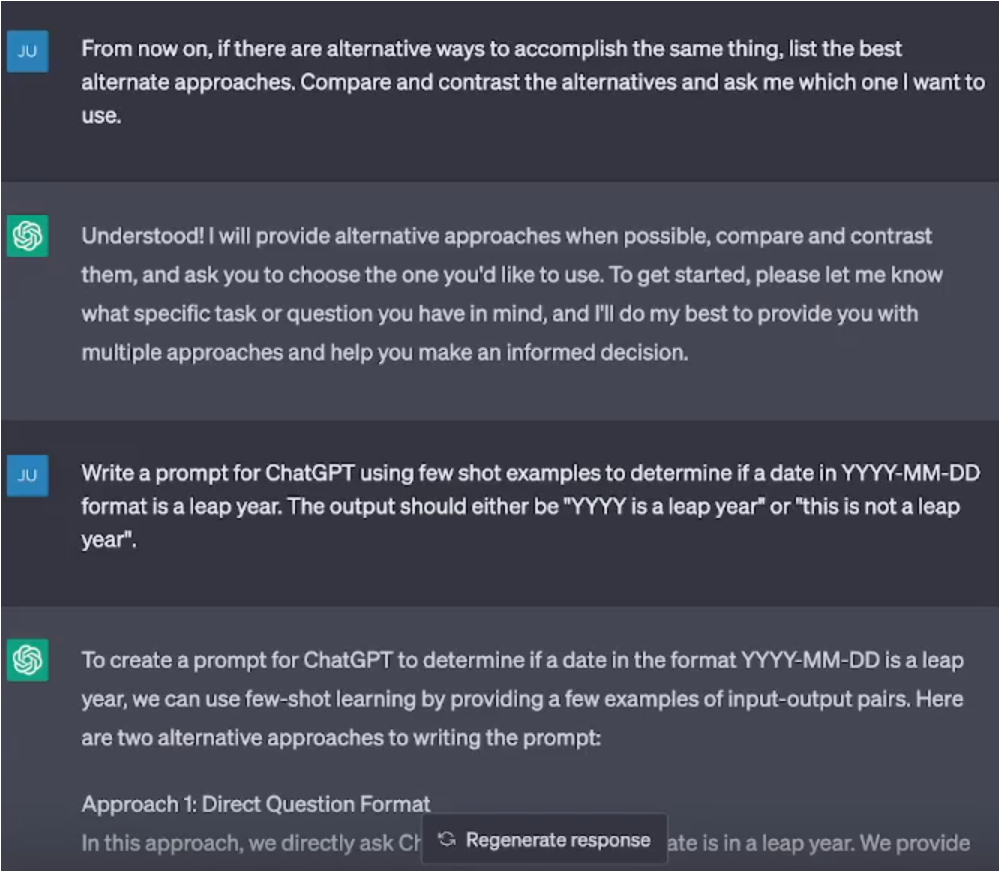 JU
From now on, if there are alternative ways to accomplish the same thing, list the best
alternate approaches. Compare and contrast the alternatives and ask me which one I want to
use.
Understood! I will provide alternative approaches when possible, compare and contrast
them, and ask you to choose the one you'd like to use. To get started, please let me know
what specific task or question you have in mind, and I'll do my best to provide you with
multiple approaches and help you make an informed decision.
JU
Write a prompt for ChatGPT using few shot examples to determine if a date in YYYY-MM-DD
format is a leap year. The output should either be "YYYY is a leap year" or "this is not a leap
year".
To create a prompt for ChatGPT to determine if a date in the format YYYY-MM-DD is a leap
year, we can use few-shot learning by providing a few examples of input-output pairs. Here
are two alternative approaches to writing the prompt:
Approach 1: Direct Question Format
In this approach, we directly ask Ch
Regenerate response
ate is in a leap year. We provide